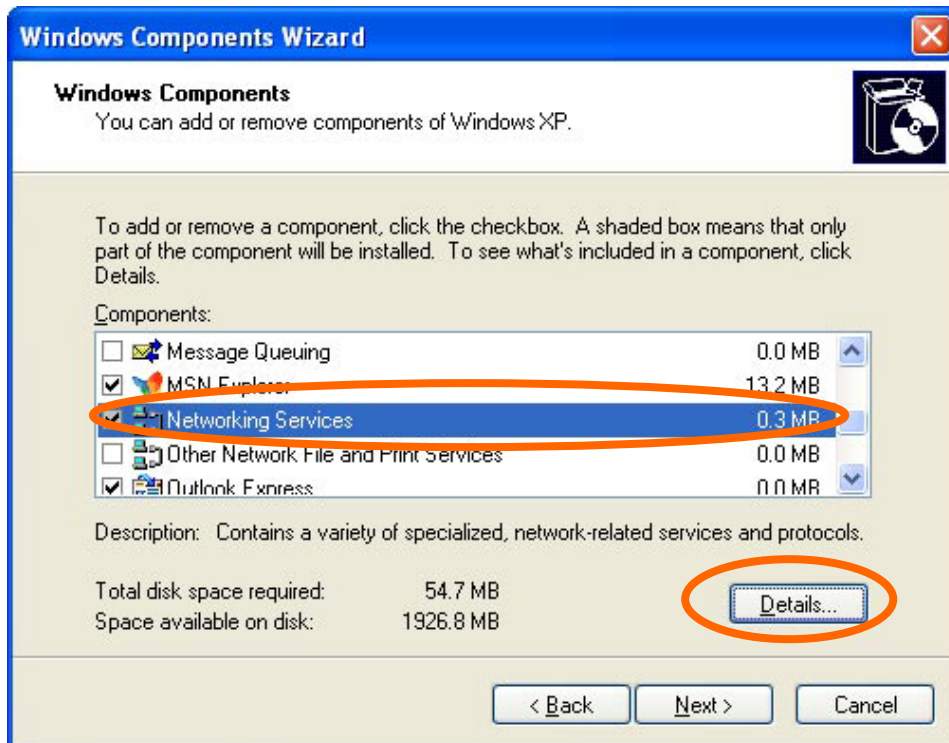 Windows Components Wizard
Windows Components
You can add or remove components of Windows XP.
To add or remove a component, click the checkbox. A shaded box means that only
part of the component will be installed. To see what's included in a component, click
Details.
Components:
Message Queuing 0.0 MB
MSN Explorer 13.2 MB
Networking Services 0.3 MB
Other Network File and Print Services 0.0 MB
Outlook Express 0.0 MB
Description: Contains a variety of specialized, network-related services and protocols.
Total disk space required: 54.7 MB
Space available on disk: 1926.8 MB
Details...
< Back Next > Cancel